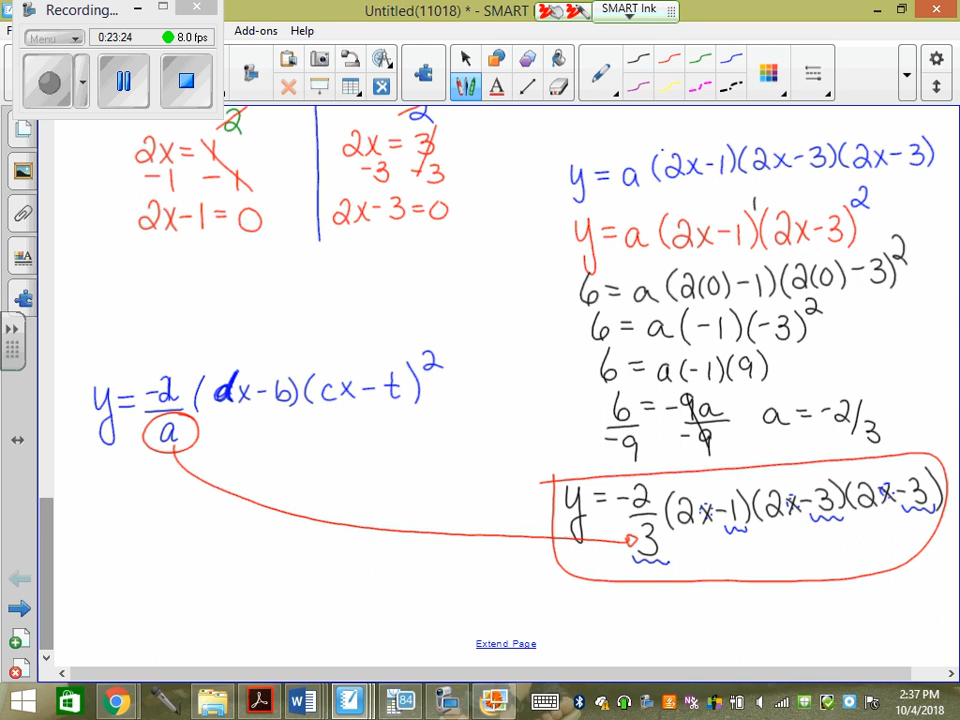 Recording...
Untitled(11018) * - SMART
SMART Ink
Menu
0:23:24
8.0 fps
Add-ons
Help
2
2x = 1
-1 -1
2x-1=0
2
2x = 3
-3 -3
2x-3=0
y = a (2x-1)(2x-3)(2x-3)
y = a (2x-1)¹(2x-3)²
6 = a (2(0)-1)(2(0)-3)²
6 = a (-1)(-3)²
6 = a(-1)(9)
6 = -9a
-9 -9
a = -2/3
y = -2/a (dx-b)(cx-t)²
y = -2/3 (2x-1)(2x-3)(2x-3)
Extend Page
84
2:37 PM
10/4/2018